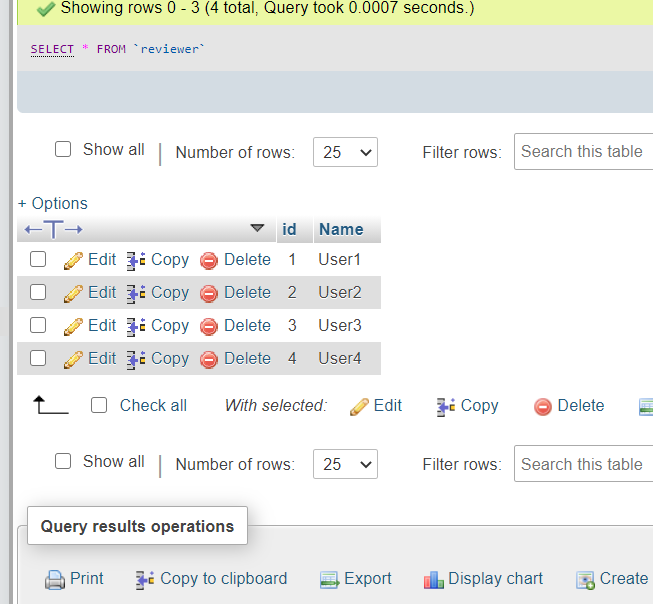 Showing rows 0 - 3 (4 total, Query took 0.0007 seconds.)
SELECT * FROM `reviewer`
Show all | Number of rows: 25 Filter rows: Search this table
+ Options
←T→ id Name
Edit Copy Delete 1 User1
Edit Copy Delete 2 User2
Edit Copy Delete 3 User3
Edit Copy Delete 4 User4
Check all With selected: Edit Copy Delete
Show all | Number of rows: 25 Filter rows: Search this table
Query results operations
Print Copy to clipboard Export Display chart Create